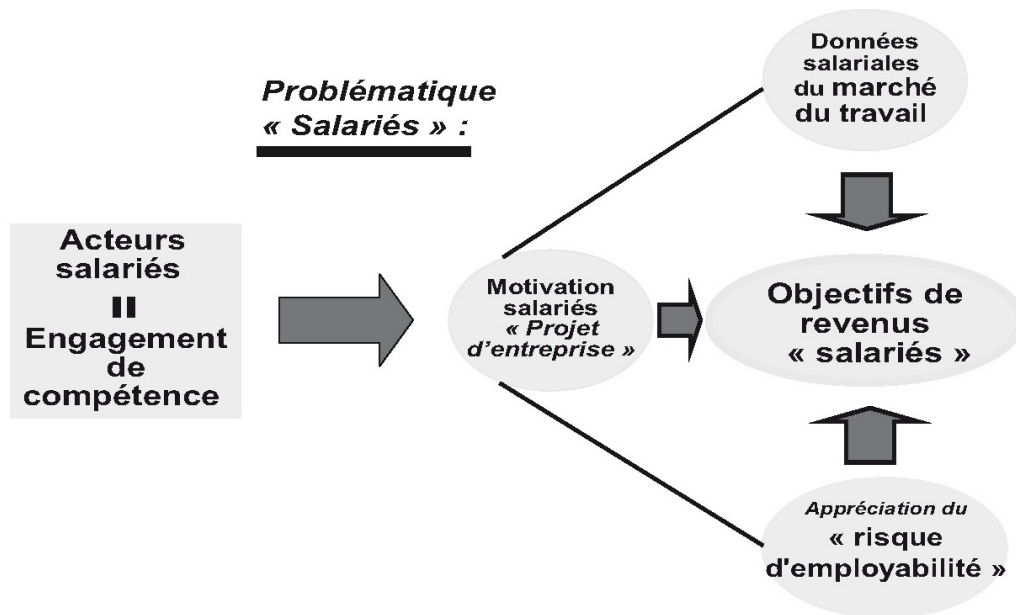 Problématique
« Salariés » :
Acteurs
salariés
=
Engagement
de
compétence
Motivation
salariés
« Projet
d'entreprise »
Données
salariales
du marché
du travail
Objectifs de
revenus
« salariés »
Appréciation du
« risque
d'employabilité »